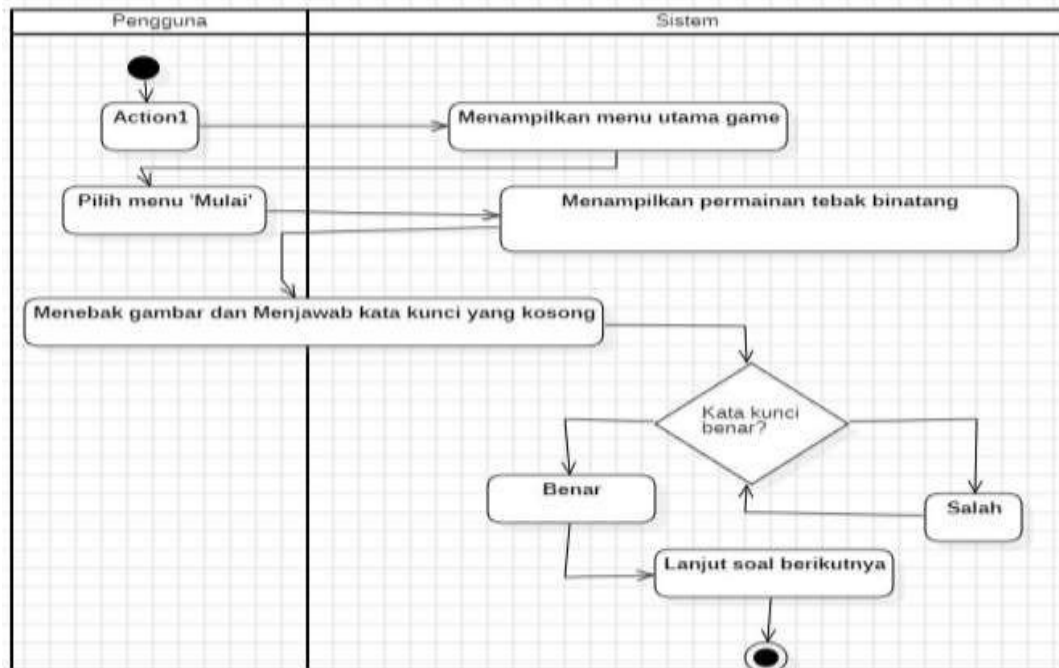 Pengguna
Sistem
Action1
Menampilkan menu utama game
Pilih menu 'Mulai'
Menampilkan permainan tebak binatang
Menebak gambar dan Menjawab kata kunci yang kosong
Kata kunci
benar?
Benar
Salah
Lanjut soal berikutnya